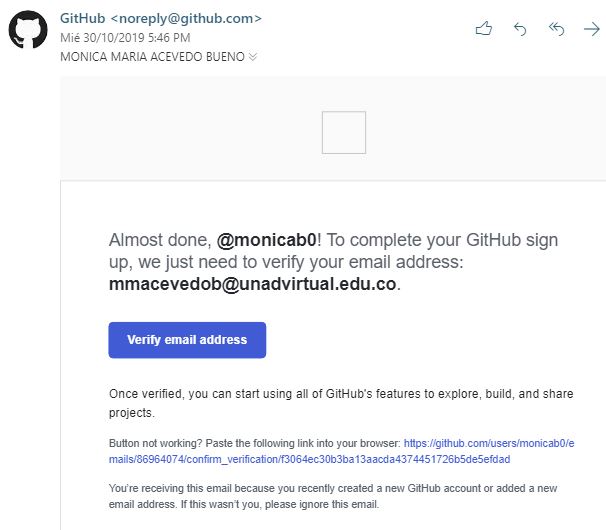 GitHub <noreply@github.com>
Mié 30/10/2019 5:46 PM
MONICA MARIA ACEVEDO BUENO
Almost done, @monicab0! To complete your GitHub sign
up, we just need to verify your email address:
mmacevedob@unadvirtual.edu.co.
Verify email address
Once verified, you can start using all of GitHub's features to explore, build, and share
projects.
Button not working? Paste the following link into your browser: https://github.com/users/monicab0/e
mails/86964074/confirm_verification/f3064ec30b3ba13aacda4374451726b5de5efdad
You're receiving this email because you recently created a new GitHub account or added a new
email address. If this wasn't you, please ignore this email.